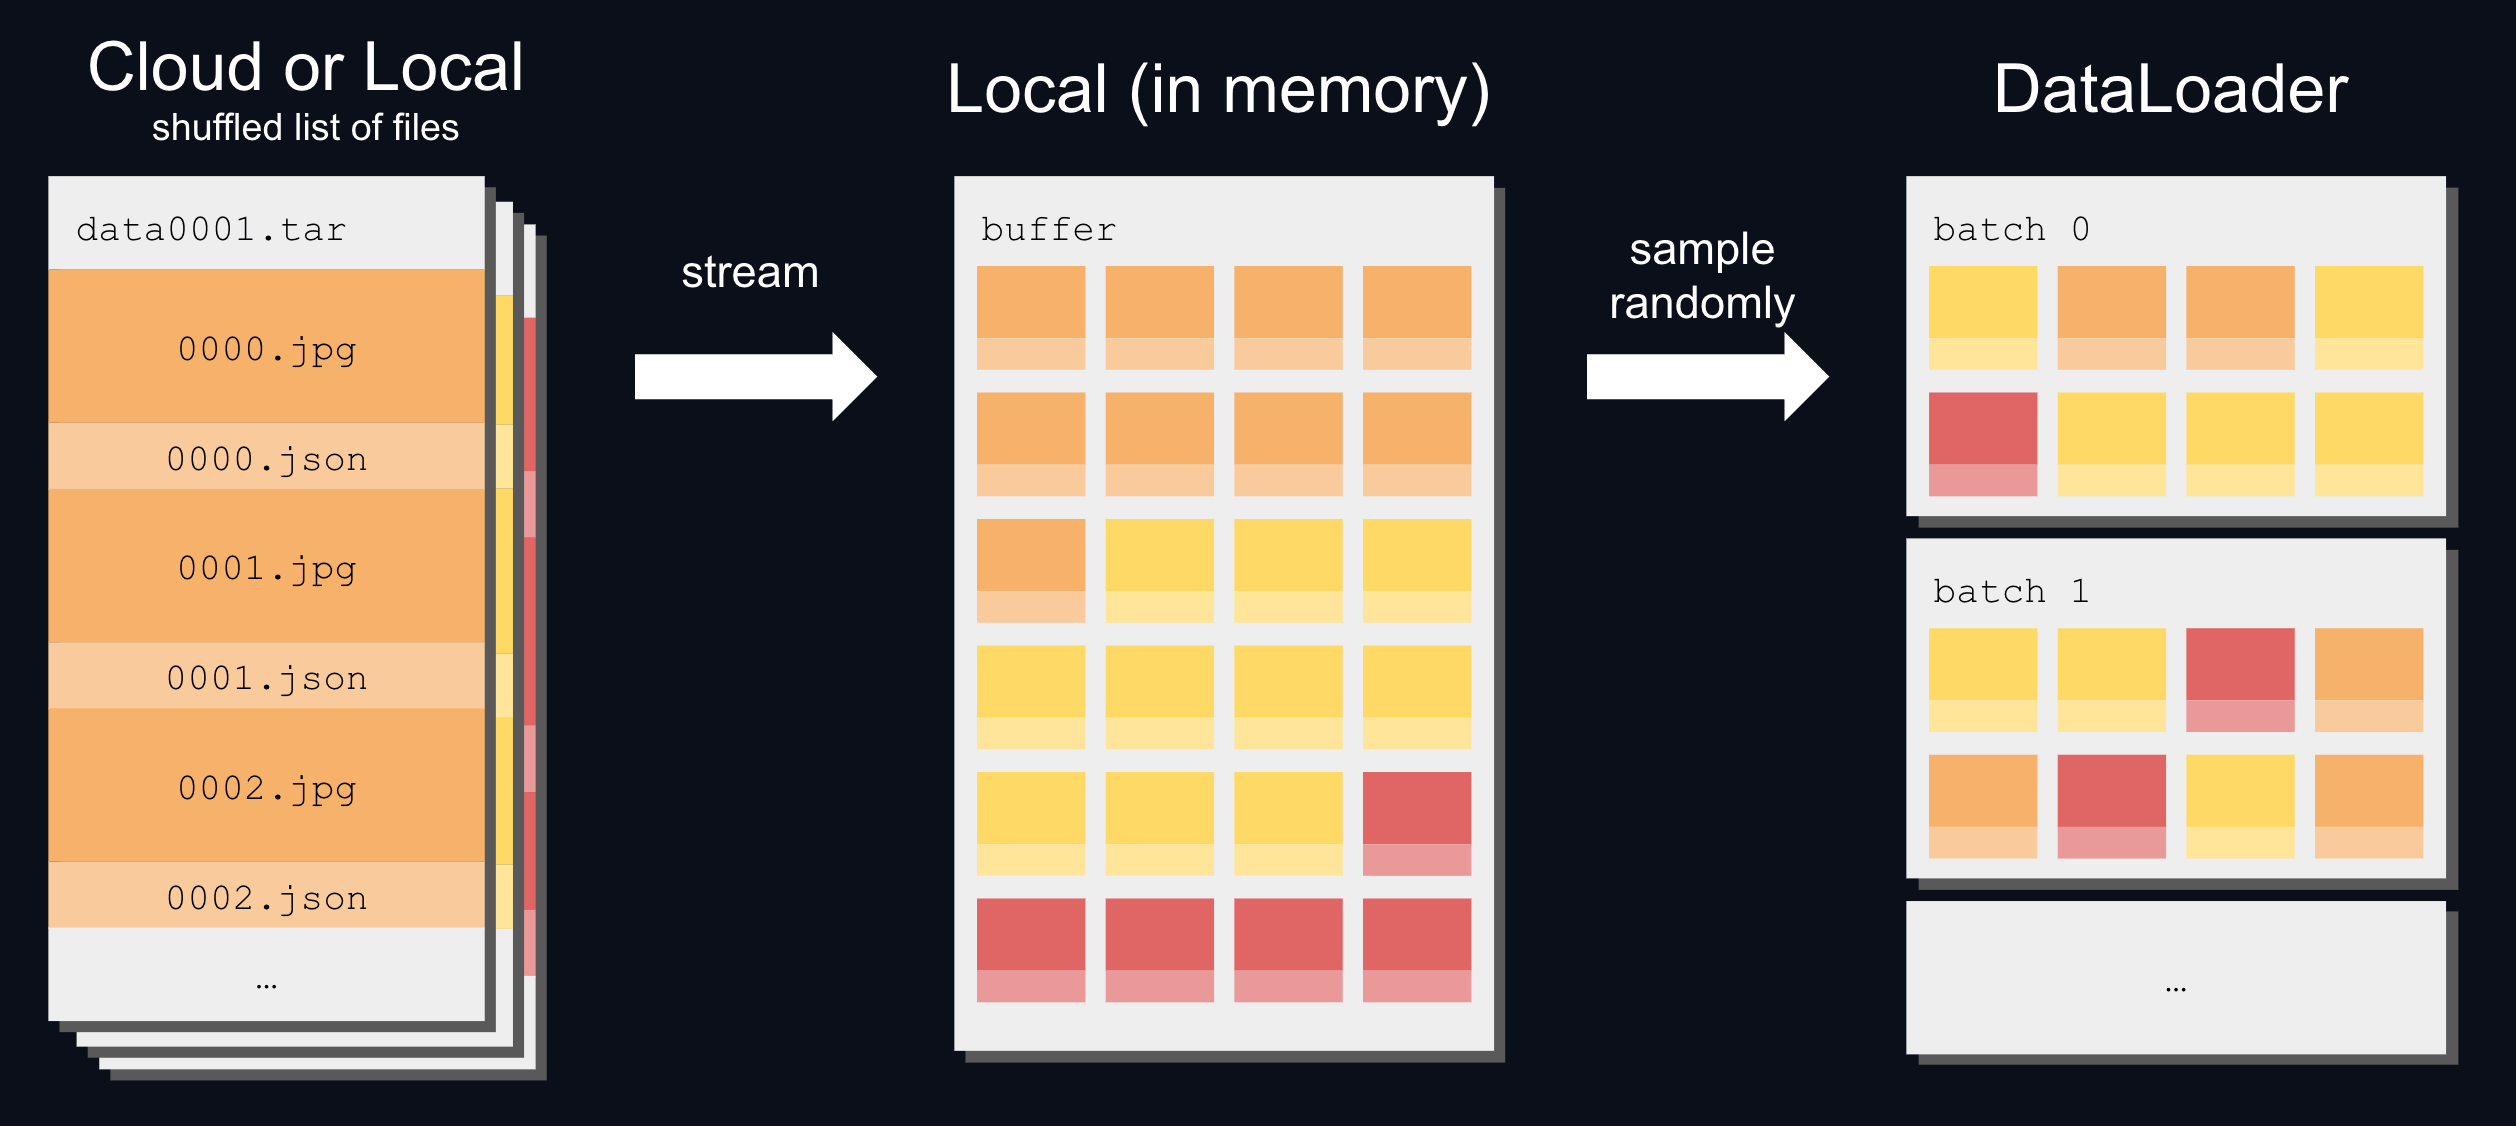 Cloud or Local
shuffled list of files
data0001.tar
0000.jpg
0000.json
0001.jpg
0001.json
0002.jpg
0002.json
…
stream
Local (in memory)
buffer
sample
randomly
DataLoader
batch 0
batch 1
…